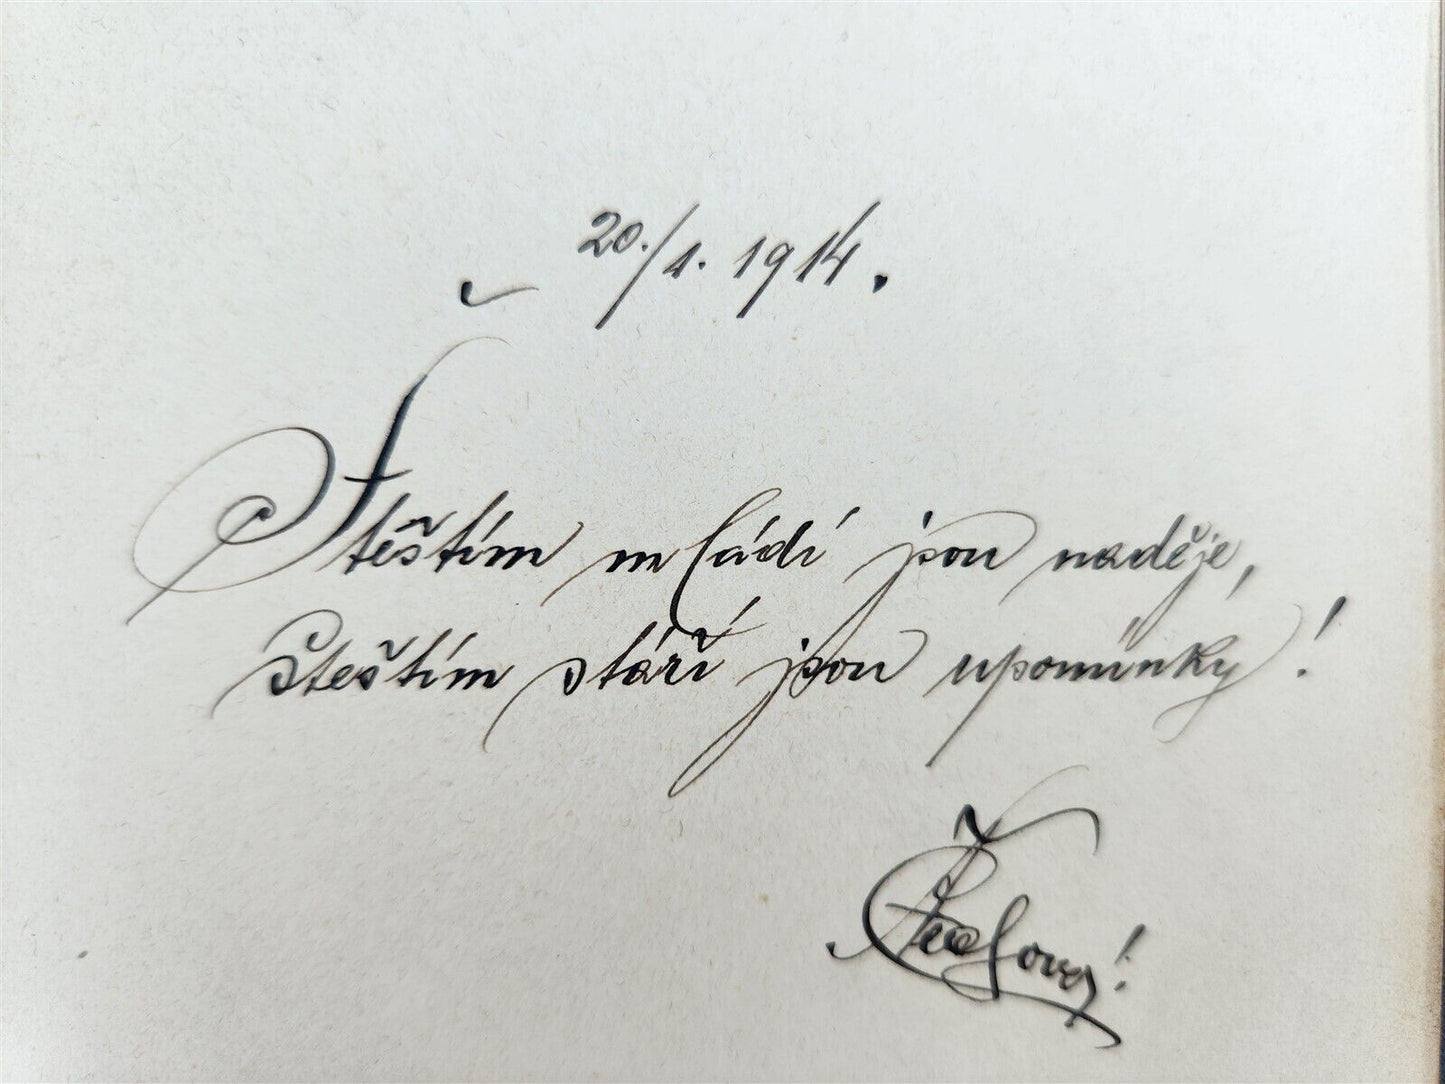 20./1. 1914.
Štěstím mládí jsou naděje,
štěstím stáří jsou upomínky!